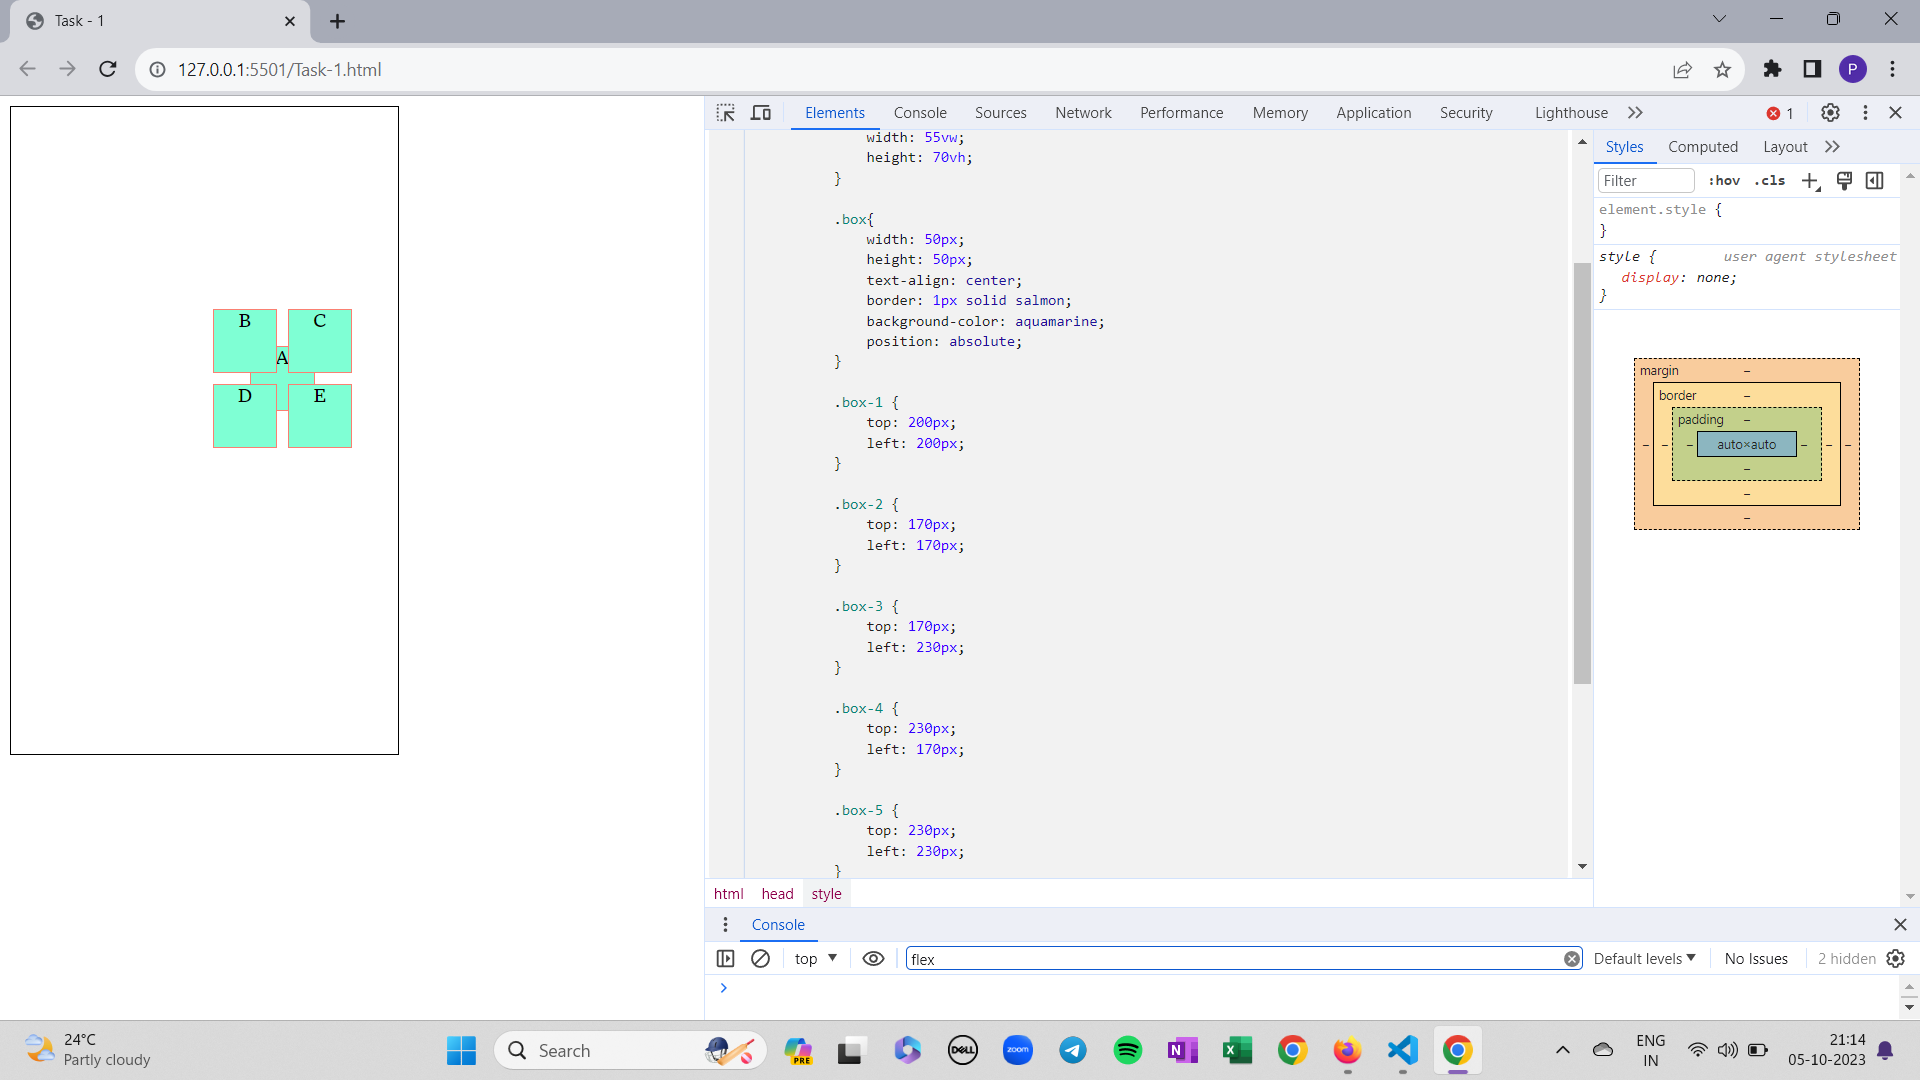 Task - 1
127.0.0.1:5501/Task-1.html
P
B C
A
D E
Elements Console Sources Network Performance Memory Application Security Lighthouse 1
width: 55vw;
height: 70vh;
}
.box{
width: 50px;
height: 50px;
text-align: center;
border: 1px solid salmon;
background-color: aquamarine;
position: absolute;
}
.box-1 {
top: 200px;
left: 200px;
}
.box-2 {
top: 170px;
left: 170px;
}
.box-3 {
top: 170px;
left: 230px;
}
.box-4 {
top: 230px;
left: 170px;
}
.box-5 {
top: 230px;
left: 230px;
}
html head style
Styles Computed Layout
Filter :hov .cls
element.style {
}
style { user agent stylesheet
display: none;
}
margin –
border –
padding –
– – – auto×auto – – –
–
–
–
Console
top flex Default levels No Issues 2 hidden
24°C
Partly cloudy
Search
PRE
DELL
zoom
N
X
ENG
IN
21:14
05-10-2023